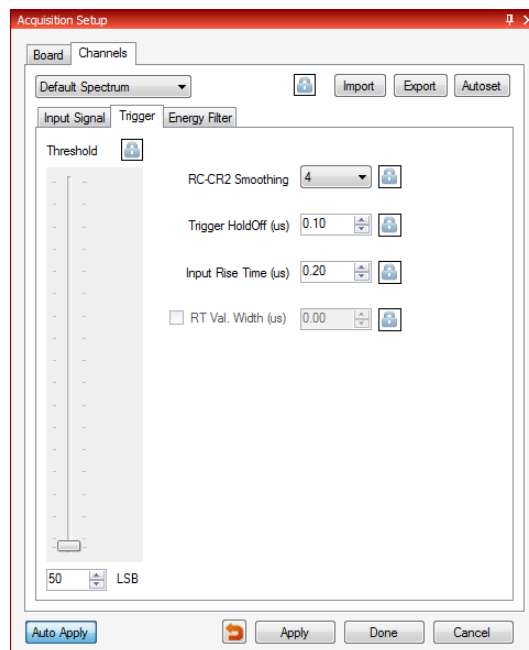 Acquisition Setup
Board Channels
Default Spectrum Import Export Autoset
Input Signal Trigger Energy Filter
Threshold
RC-CR2 Smoothing 4
Trigger HoldOff (us) 0.10
Input Rise Time (us) 0.20
RT Val. Width (us) 0.00
50 LSB
Auto Apply Apply Done Cancel